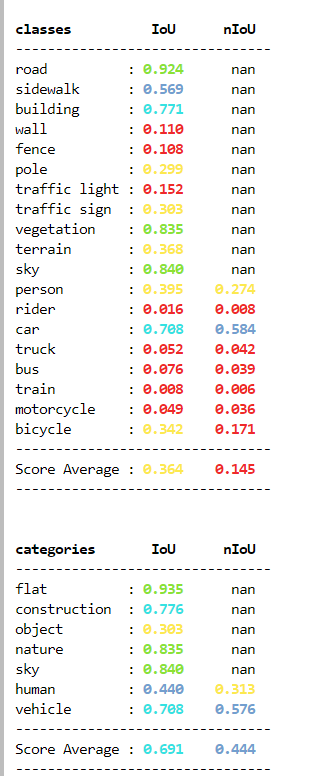 classes          IoU      nIoU
--------------------------------
road          : 0.924      nan
sidewalk      : 0.569      nan
building      : 0.771      nan
wall          : 0.110      nan
fence         : 0.108      nan
pole          : 0.299      nan
traffic light : 0.152      nan
traffic sign  : 0.303      nan
vegetation    : 0.835      nan
terrain       : 0.368      nan
sky           : 0.840      nan
person        : 0.395    0.274
rider         : 0.016    0.008
car           : 0.708    0.584
truck         : 0.052    0.042
bus           : 0.076    0.039
train         : 0.008    0.006
motorcycle    : 0.049    0.036
bicycle       : 0.342    0.171
--------------------------------
Score Average : 0.364    0.145
--------------------------------
categories       IoU      nIoU
--------------------------------
flat          : 0.935      nan
construction  : 0.776      nan
object        : 0.303      nan
nature        : 0.835      nan
sky           : 0.840      nan
human         : 0.440    0.313
vehicle       : 0.708    0.576
--------------------------------
Score Average : 0.691    0.444
--------------------------------